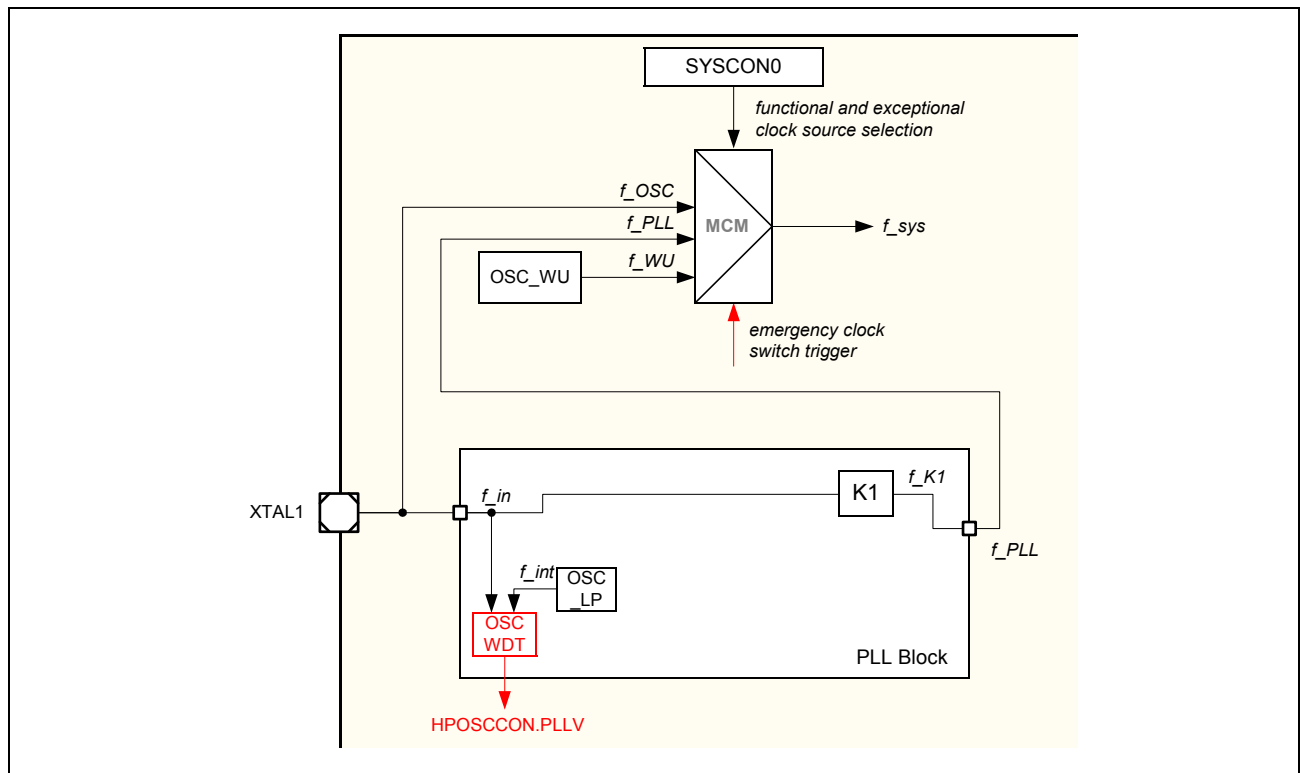 SYSCON0
functional and exceptional
clock source selection
f_OSC
f_PLL
MCM
f_sys
f_WU
OSC_WU
emergency clock
switch trigger
f_K1
K1
f_in
XTAL1
f_PLL
f_int
OSC
_LP
OSC
WDT
PLL Block
HPOSCCON.PLLV